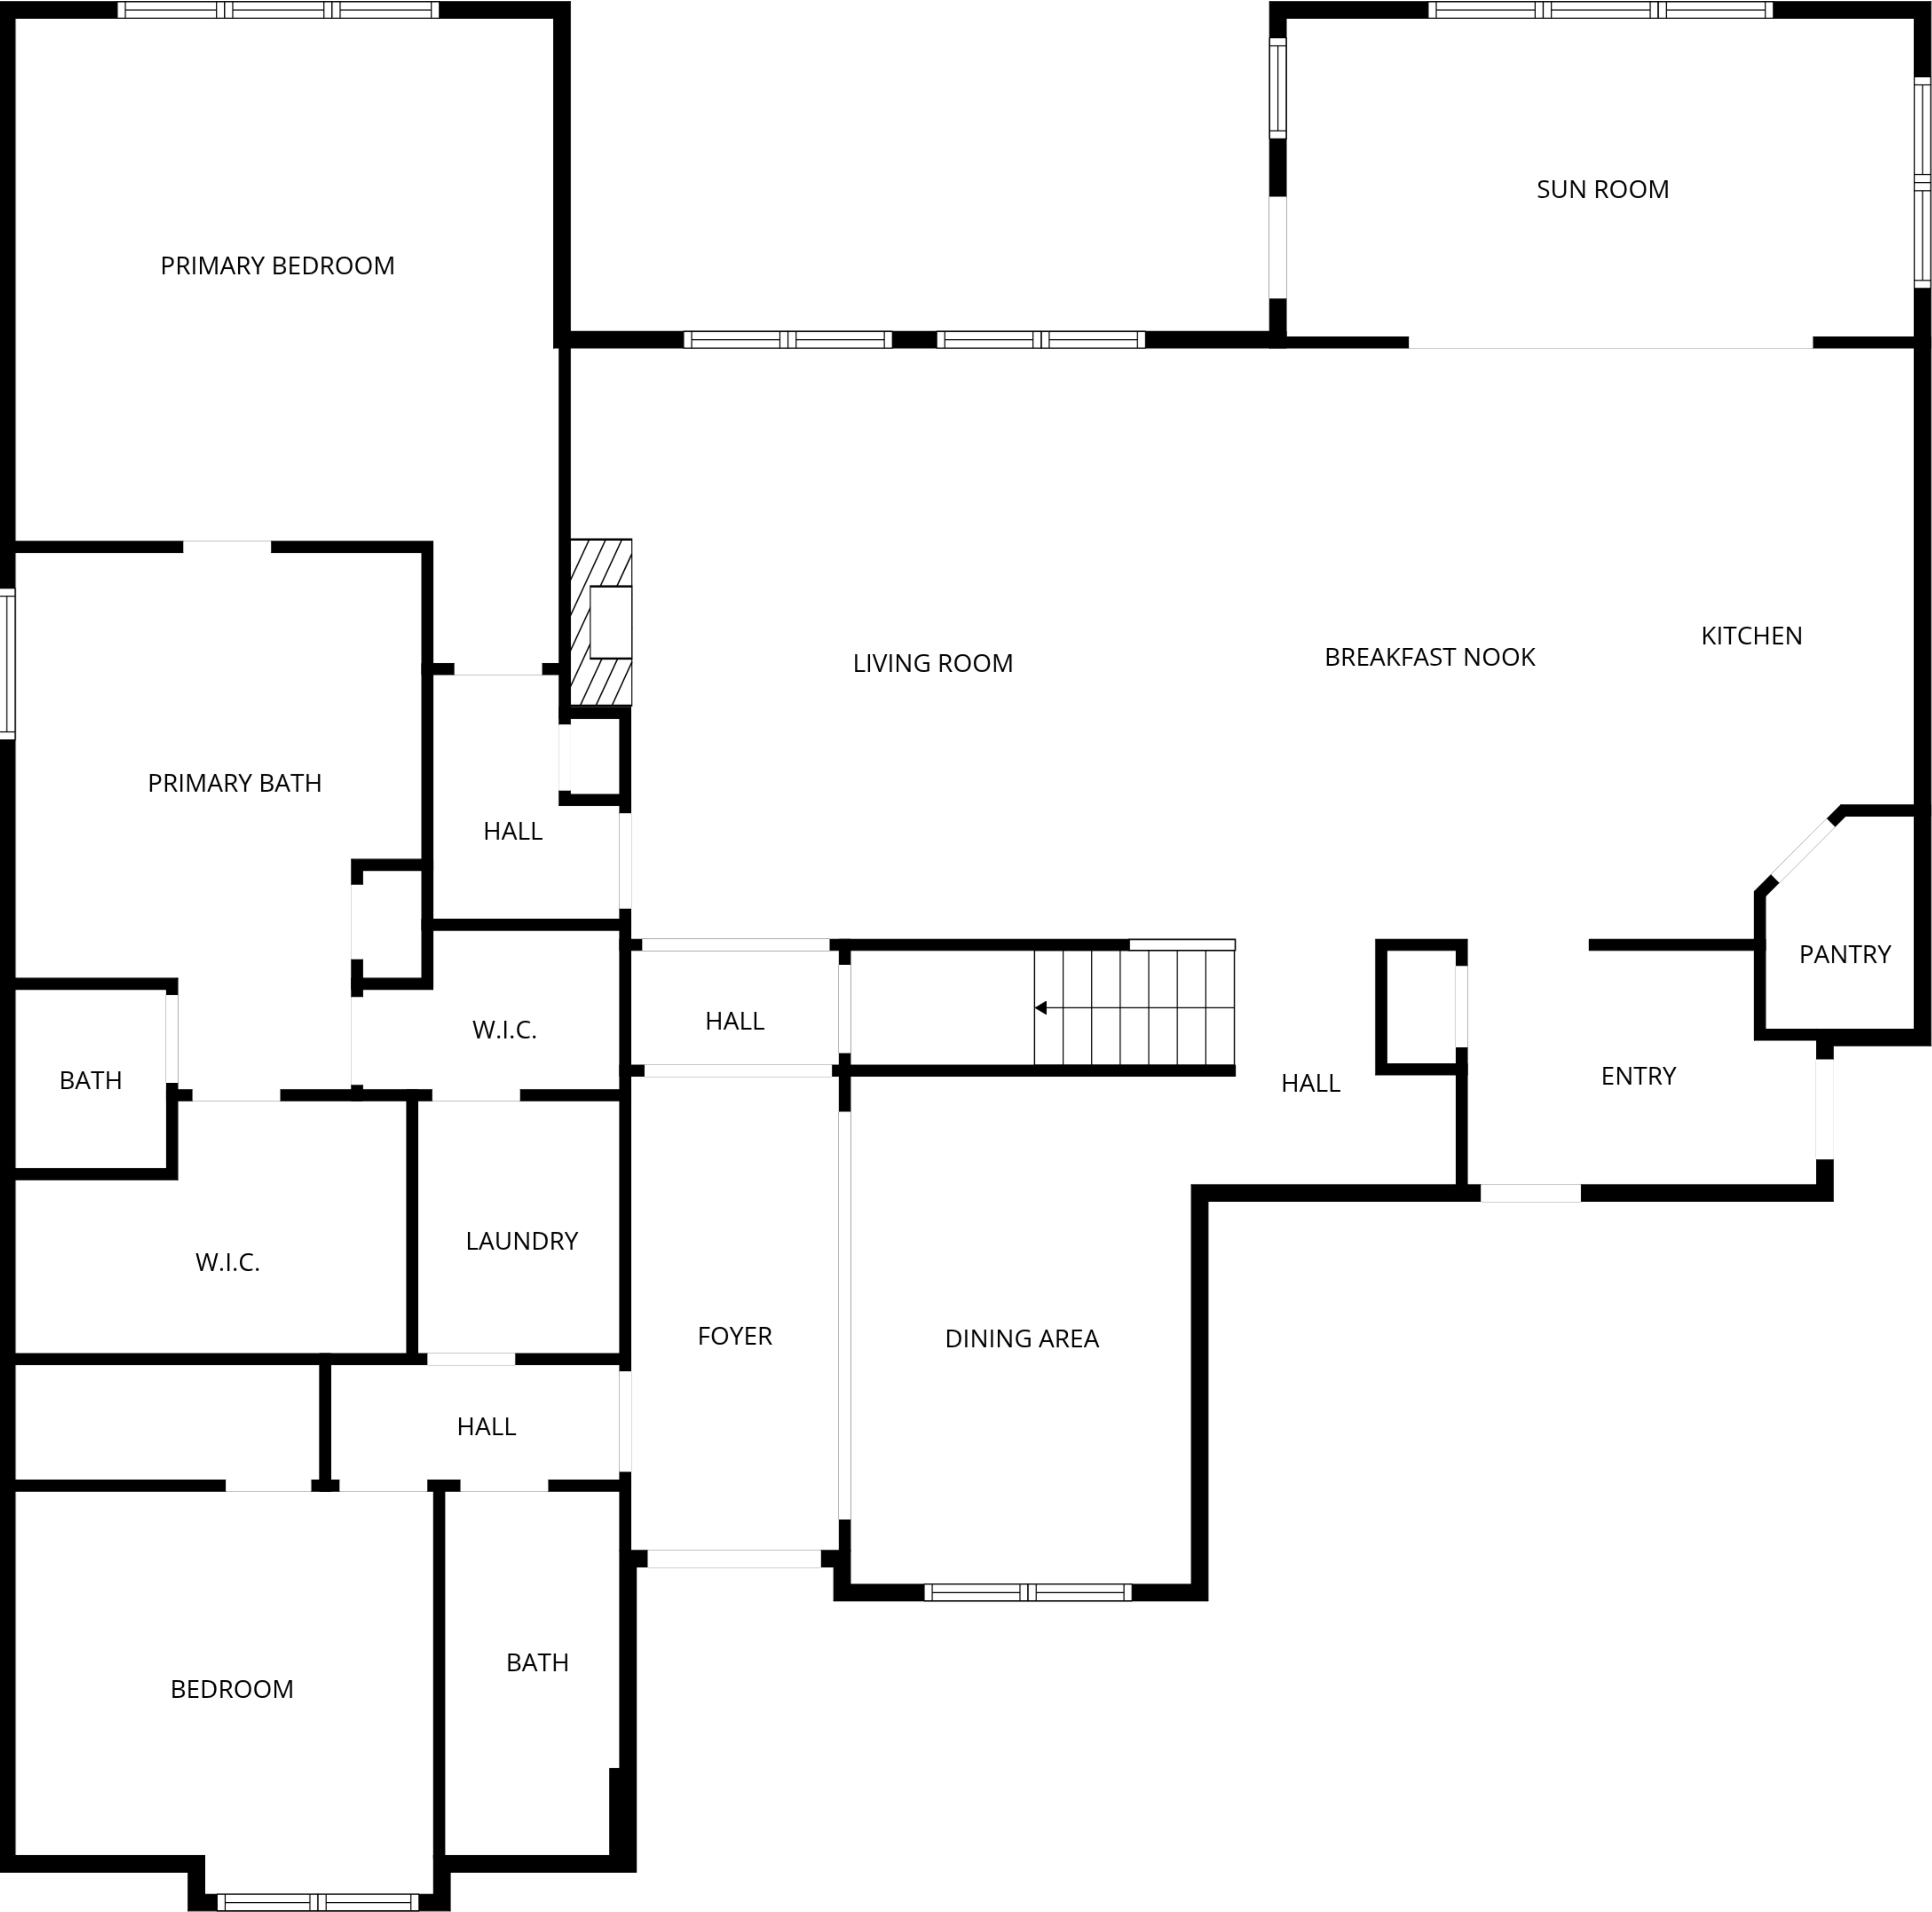 SUN ROOM
PRIMARY BEDROOM
KITCHEN
BREAKFAST NOOK
LIVING ROOM
PRIMARY BATH
HALL
PANTRY
HALL
W.I.C.
ENTRY
BATH
HALL
LAUNDRY
W.I.C.
FOYER
DINING AREA
HALL
BATH
BEDROOM